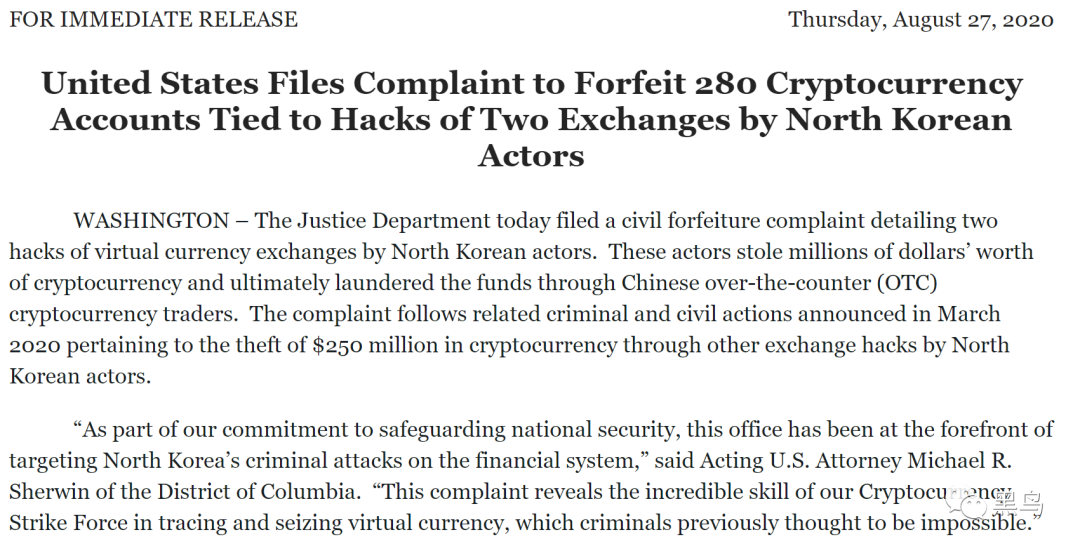 FOR IMMEDIATE RELEASE
Thursday, August 27, 2020
United States Files Complaint to Forfeit 280 Cryptocurrency
Accounts Tied to Hacks of Two Exchanges by North Korean
Actors
WASHINGTON – The Justice Department today filed a civil forfeiture complaint detailing two
hacks of virtual currency exchanges by North Korean actors.  These actors stole millions of dollars’ worth
of cryptocurrency and ultimately laundered the funds through Chinese over-the-counter (OTC)
cryptocurrency traders.  The complaint follows related criminal and civil actions announced in March
2020 pertaining to the theft of $250 million in cryptocurrency through other exchange hacks by North
Korean actors.
“As part of our commitment to safeguarding national security, this office has been at the forefront of
targeting North Korea’s criminal attacks on the financial system,” said Acting U.S. Attorney Michael R.
Sherwin of the District of Columbia.  “This complaint reveals the incredible skill of our Cryptocurrency
Strike Force in tracing and seizing virtual currency, which criminals previously thought to be impossible.”
黑鸟